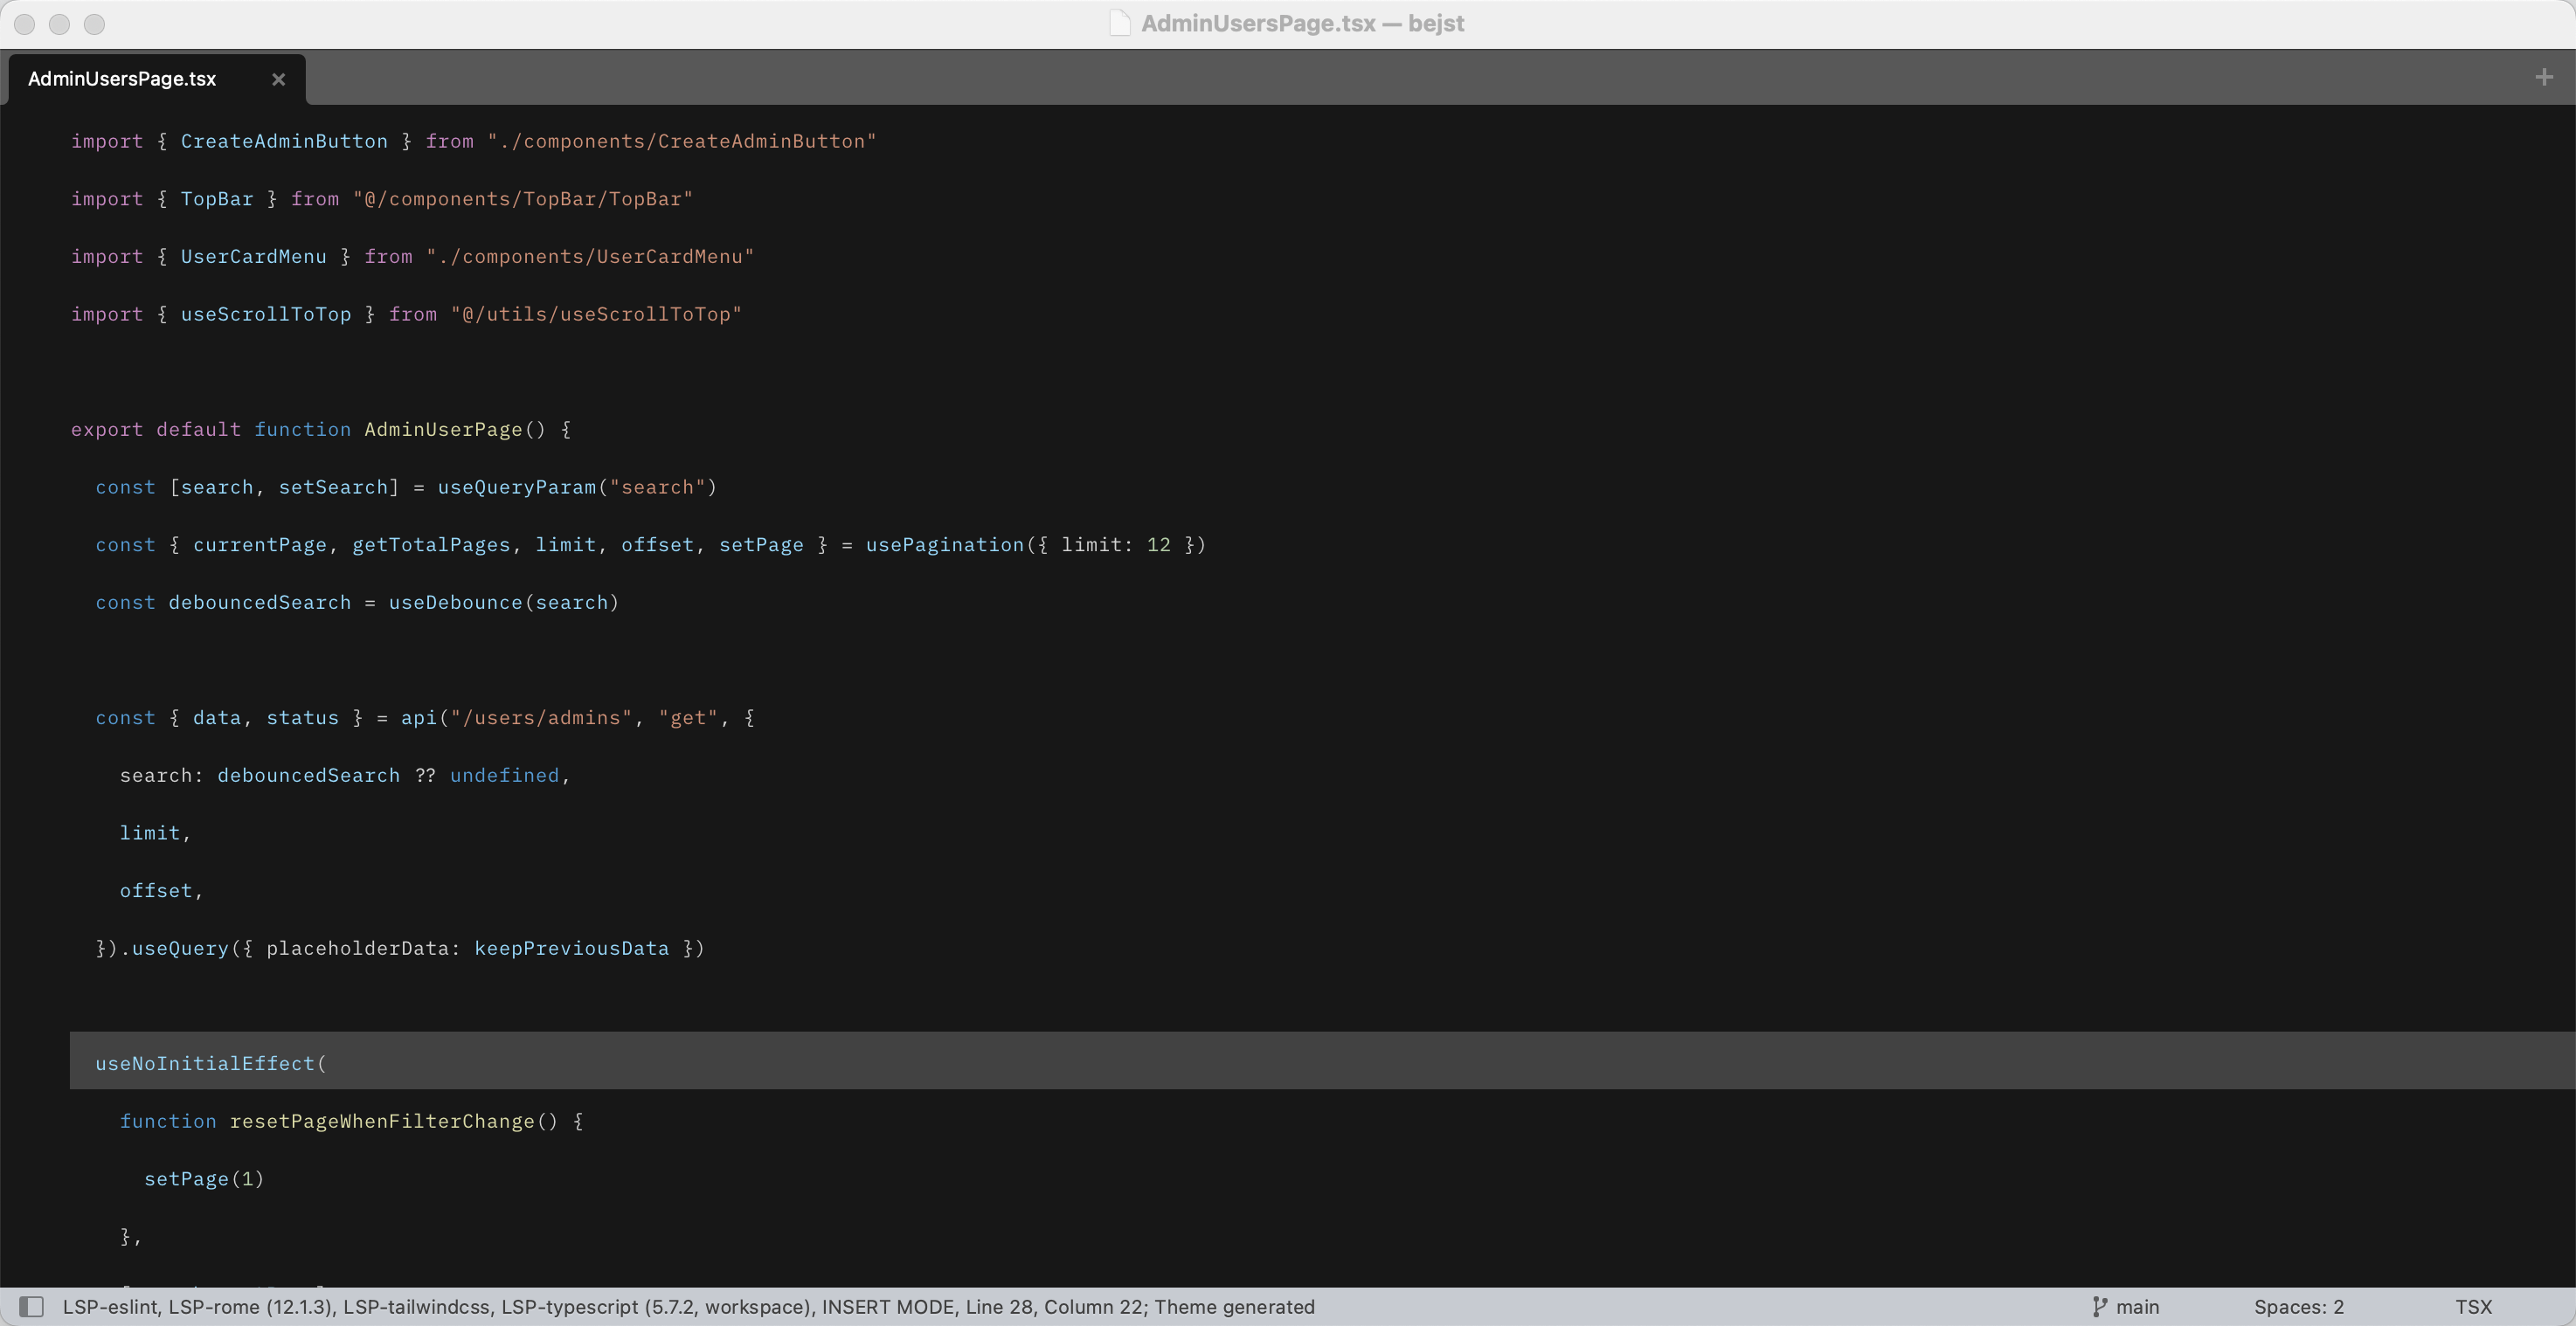 AdminUsersPage.tsx — bejst
AdminUsersPage.tsx
import { CreateAdminButton } from "./components/CreateAdminButton"
import { TopBar } from "@/components/TopBar/TopBar"
import { UserCardMenu } from "./components/UserCardMenu"
import { useScrollToTop } from "@/utils/useScrollToTop"
export default function AdminUserPage() {
const [search, setSearch] = useQueryParam("search")
const { currentPage, getTotalPages, limit, offset, setPage } = usePagination({ limit: 12 })
const debouncedSearch = useDebounce(search)
const { data, status } = api("/users/admins", "get", {
search: debouncedSearch ?? undefined,
limit,
offset,
}).useQuery({ placeholderData: keepPreviousData })
useNoInitialEffect(
function resetPageWhenFilterChange() {
setPage(1)
},
LSP-eslint, LSP-rome (12.1.3), LSP-tailwindcss, LSP-typescript (5.7.2, workspace), INSERT MODE, Line 28, Column 22; Theme generated
main
Spaces: 2
TSX